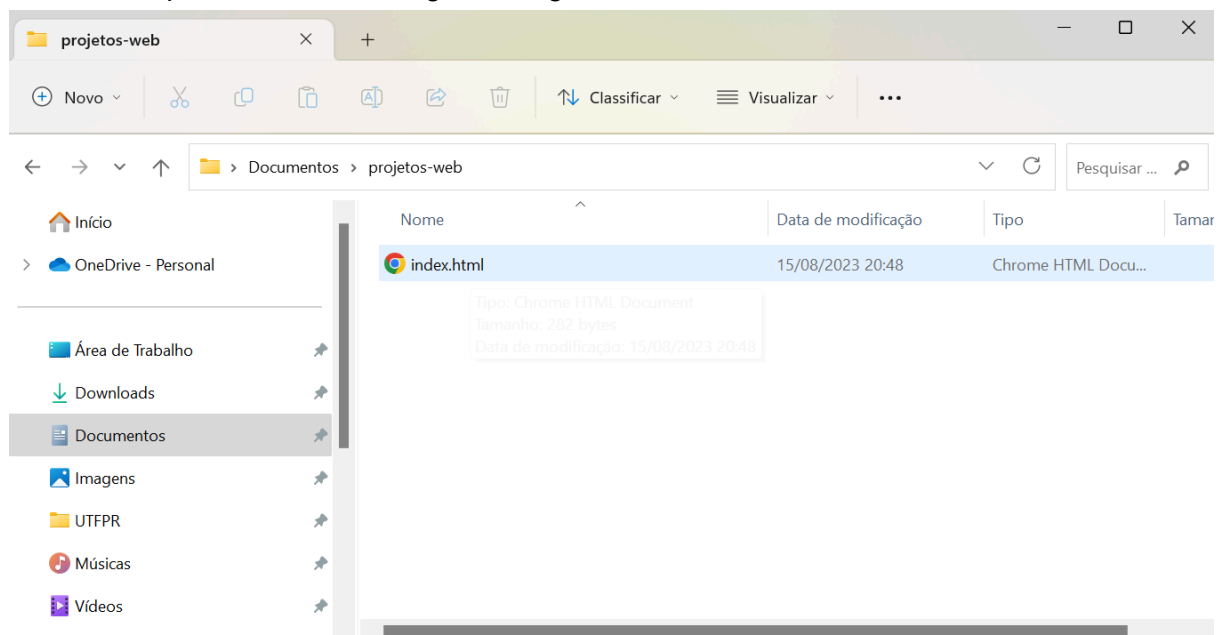 projetos-web
Novo
Classificar
Visualizar
Documentos > projetos-web
Pesquisar ...
Início
OneDrive - Personal
Área de Trabalho
Downloads
Documentos
Imagens
UTFPR
Músicas
Vídeos
Nome Data de modificação Tipo Tamar
index.html 15/08/2023 20:48 Chrome HTML Docu...
Tipo: Chrome HTML Document
Tamanho: 282 bytes
Data de modificação: 15/08/2023 20:48